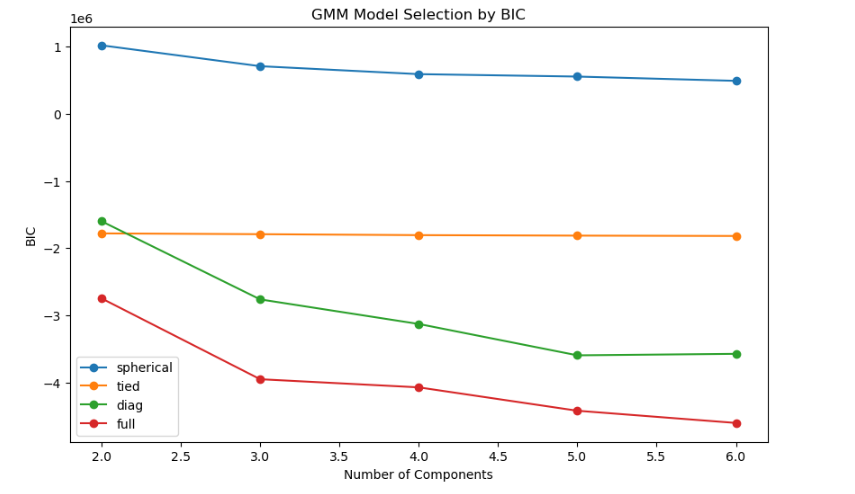 GMM Model Selection by BIC
1e6
1
0
−1
−2
−3
−4
BIC
spherical
tied
diag
full
2.0 2.5 3.0 3.5 4.0 4.5 5.0 5.5 6.0
Number of Components